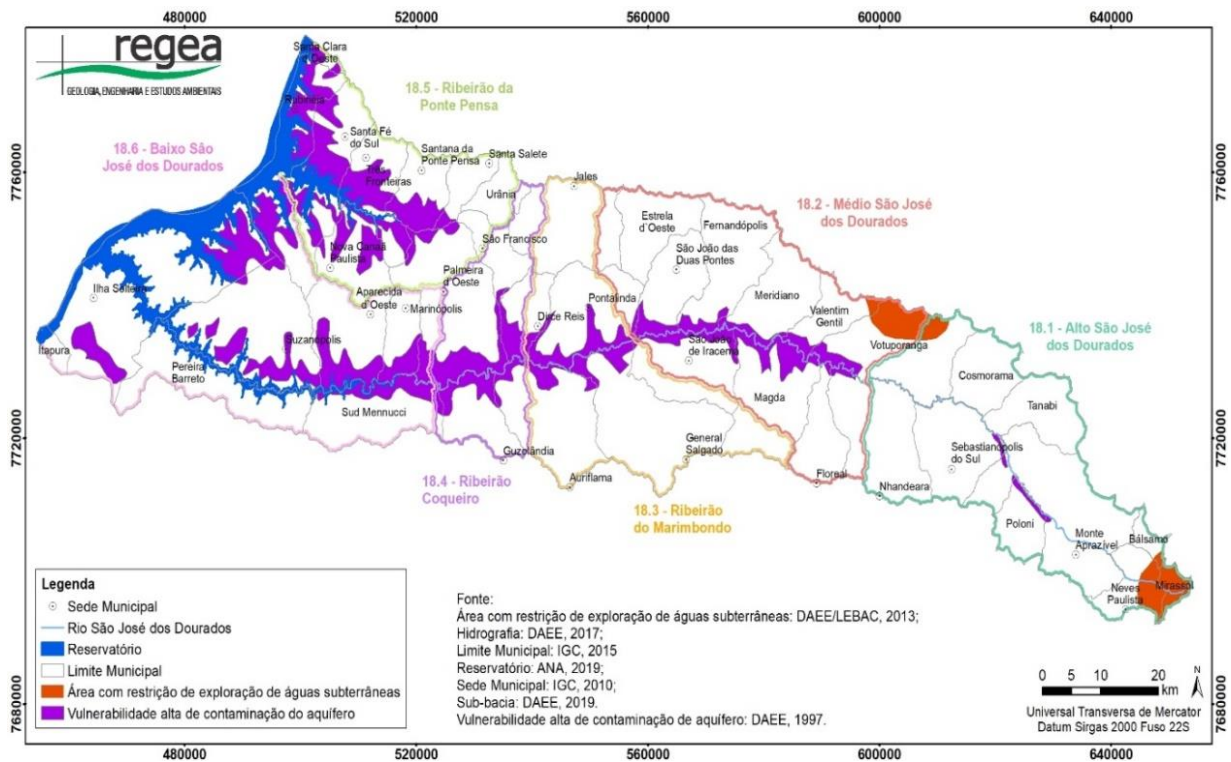 480000
520000
560000
600000
640000
regea
GEOLOGIA, ENGENHARIA E ESTUDOS AMBIENTAIS
Santa Clara
d'Oeste
Rubinéia
18.5 - Ribeirão da
Ponte Pensa
18.6 - Baixo São
José dos Dourados
Santa Fé
do Sul
Três
Fronteiras
Santana da
Ponte Pensa
Santa Salete
Urânia
Jales
7760000
7760000
18.2 - Médio São José
dos Dourados
Estrela
d'Oeste
Fernandópolis
São João das
Duas Pontes
São Francisco
Nova Canaã
Paulista
Palmeira
d'Oeste
Aparecida
d'Oeste
Marinópolis
Ilha Solteira
Pontalinda
Meridiano
Valentim
Gentil
Dirce Reis
Votuporanga
18.1 - Alto São José
dos Dourados
Itapura
Suzanápolis
São João
de Iracema
Pereira
Barreto
Cosmorama
Magda
Tanabi
Sud Mennucci
7720000
7720000
General
Salgado
Sebastianópolis
do Sul
Guzolândia
18.4 - Ribeirão
Coqueiro
Auriflama
Floreal
Nhandeara
18.3 - Ribeirão
do Marimbondo
Poloni
Monte
Aprazível
Bálsamo
Neves
Paulista
Mirassol
Legenda
Sede Municipal
Rio São José dos Dourados
Reservatório
Limite Municipal
Área com restrição de exploração de águas subterrâneas
Vulnerabilidade alta de contaminação do aquífero
Fonte:
Área com restrição de exploração de águas subterrâneas: DAEE/LEBAC, 2013;
Hidrografia: DAEE, 2017;
Limite Municipal: IGC, 2015
Reservatório: ANA, 2019;
Sede Municipal: IGC, 2010;
Sub-bacia: DAEE, 2019.
Vulnerabilidade alta de contaminação de aquífero: DAEE, 1997.
0 5 10 20
km
N
Universal Transversa de Mercator
Datum Sirgas 2000 Fuso 22S
7680000
7680000
480000
520000
560000
600000
640000